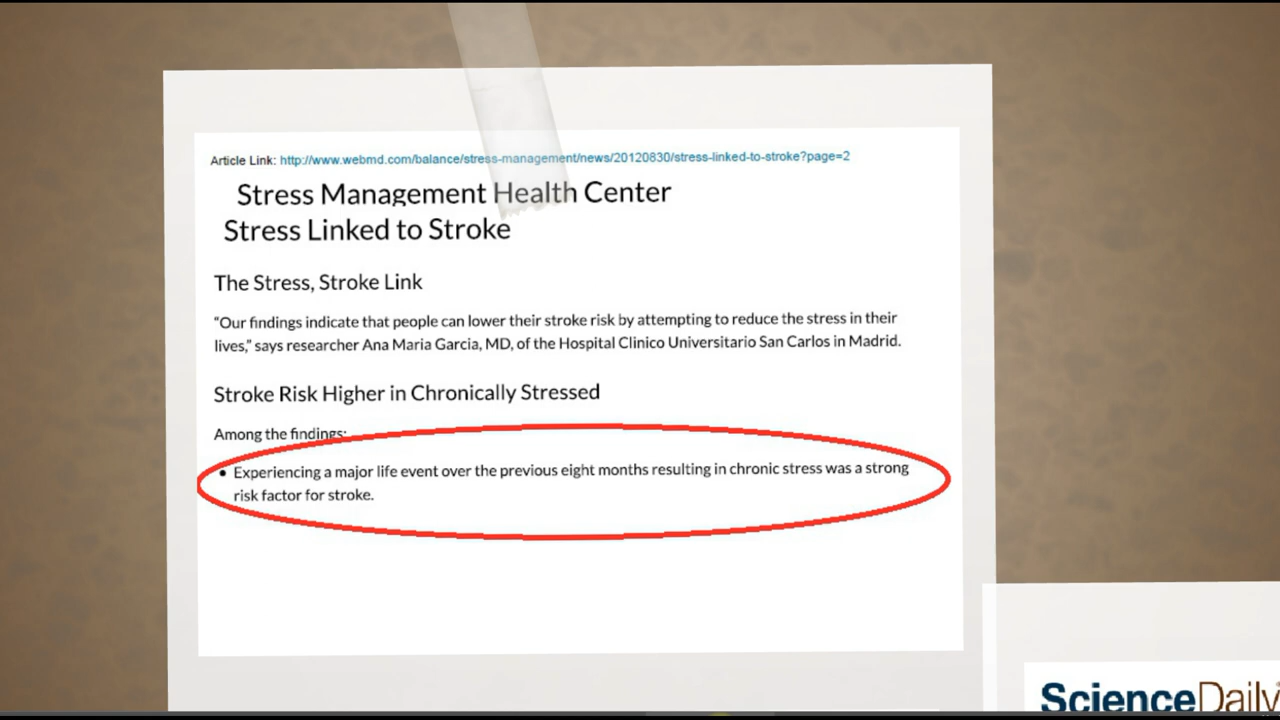 Article Link: http://www.webmd.com/balance/stress-management/news/20120830/stress-linked-to-stroke?page=2
Stress Management Health Center
Stress Linked to Stroke
The Stress, Stroke Link
“Our findings indicate that people can lower their stroke risk by attempting to reduce the stress in their
lives,” says researcher Ana Maria Garcia, MD, of the Hospital Clinico Universitario San Carlos in Madrid.
Stroke Risk Higher in Chronically Stressed
Among the findings:
• Experiencing a major life event over the previous eight months resulting in chronic stress was a strong
risk factor for stroke.
ScienceDaily